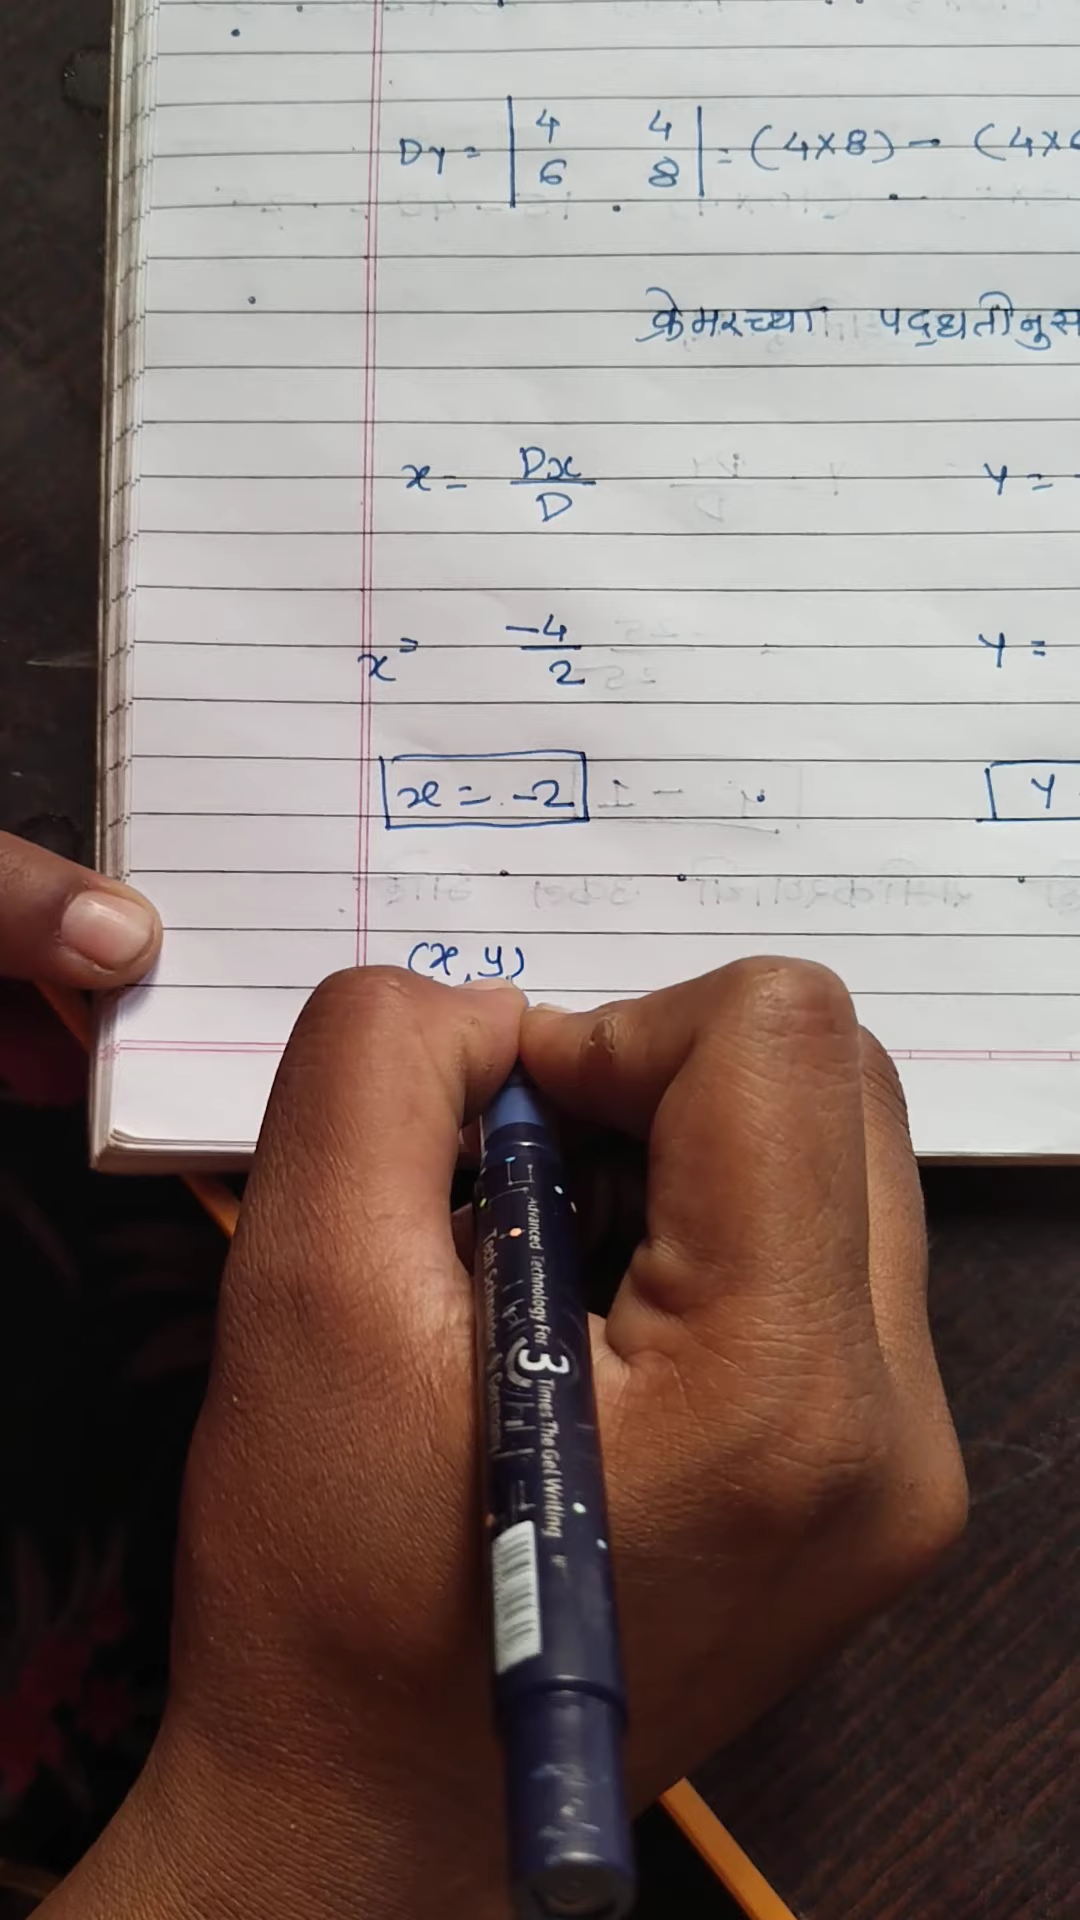 Dy = | 4 4 | = (4×8) - (4×6
| 6 8 |
क्रेमरच्या पद्धतीनुस
x = Dx/D y =
x = -4/2 y =
x = -2 y
(x, y)
Advanced Technology For 3 Times The Gel Writing